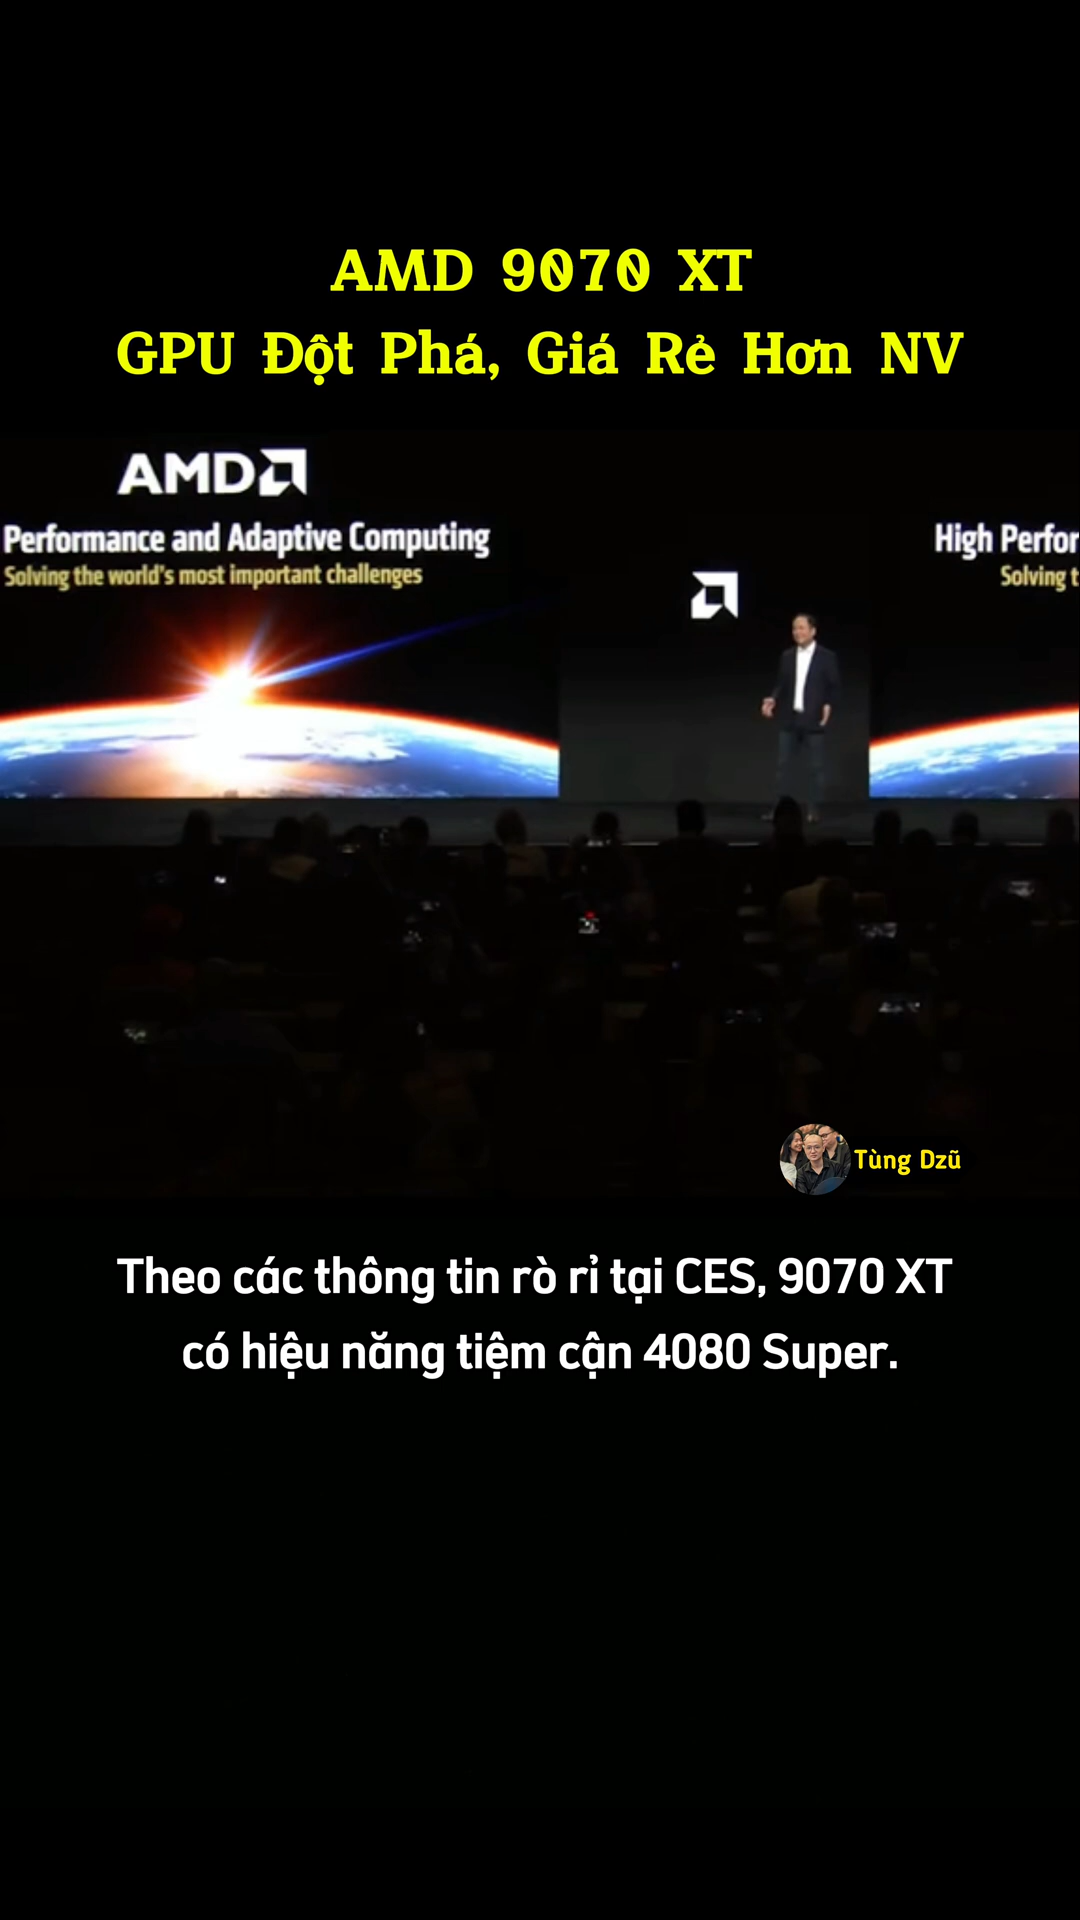 AMD 9070 XT
GPU Đột Phá, Giá Rẻ Hơn NV
AMD
Performance and Adaptive Computing
Solving the world's most important challenges
High Perfor
Solving t
Tùng Dzũ
Theo các thông tin rò rỉ tại CES, 9070 XT
có hiệu năng tiệm cận 4080 Super.